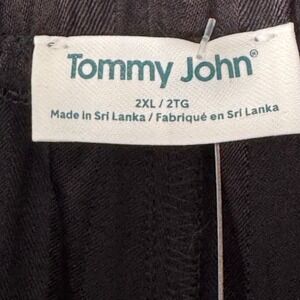 Tommy John®
2XL / 2TG
Made in Sri Lanka / Fabriqué en Sri Lanka